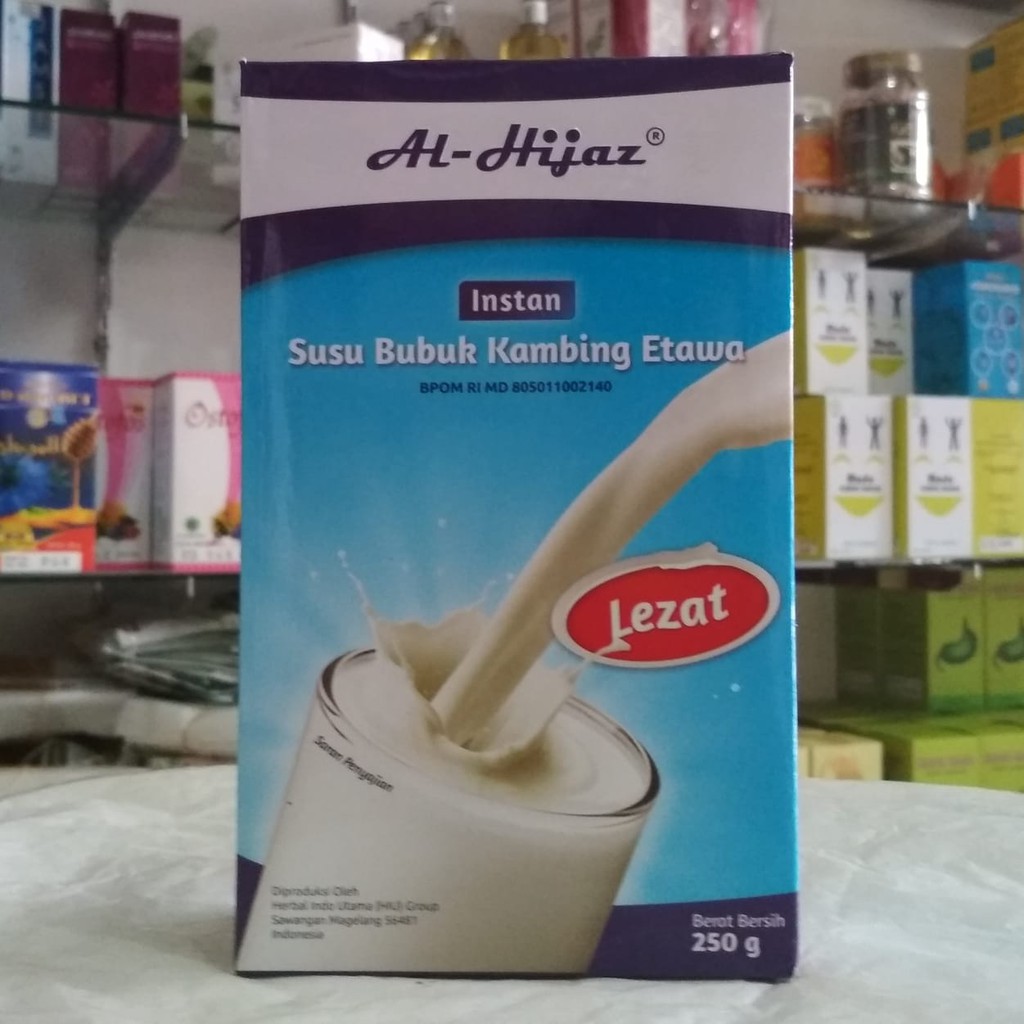 Al-Hijaz®
Instan
Susu Bubuk Kambing Etawa
BPOM RI MD 805011002140
Lezat
Saran Penyajian
Diproduksi Oleh
Herbal Indo Utama (HIU) Group
Sawangan Magelang 56481
Indonesia
Berat Bersih
250 g